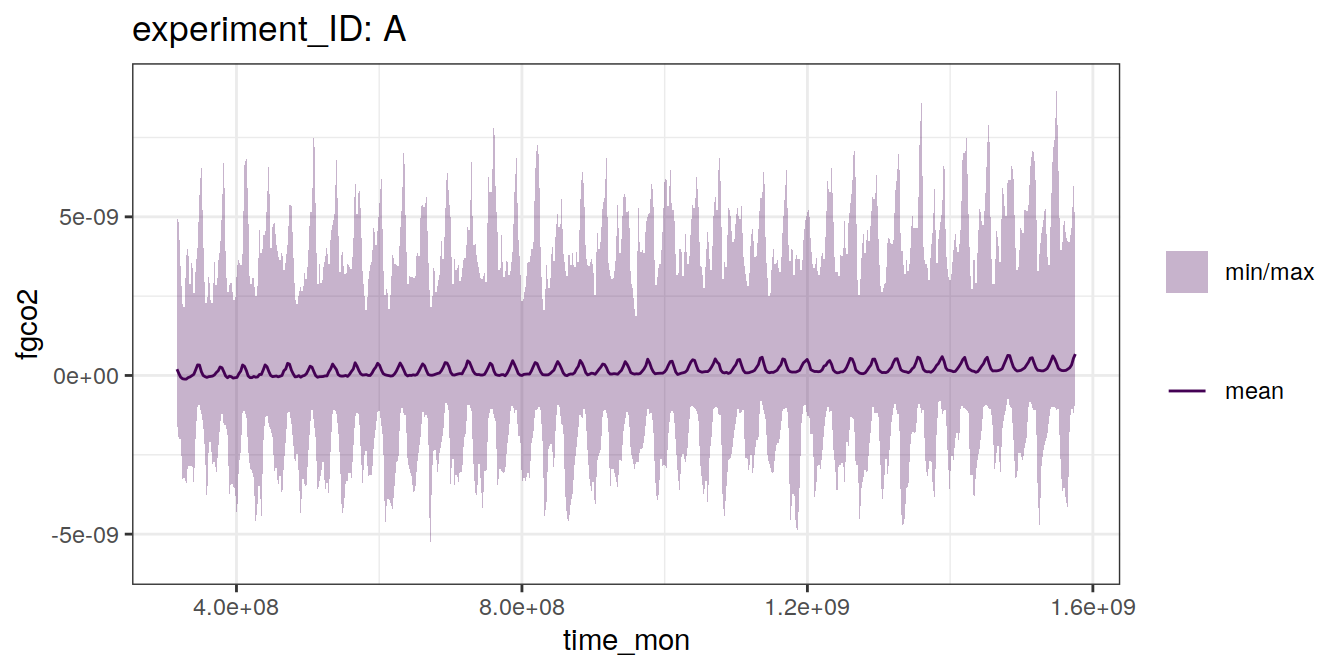 experiment_ID: A
fgco2
5e-09
0e+00
-5e-09
4.0e+08
8.0e+08
1.2e+09
1.6e+09
time_mon
min/max
mean